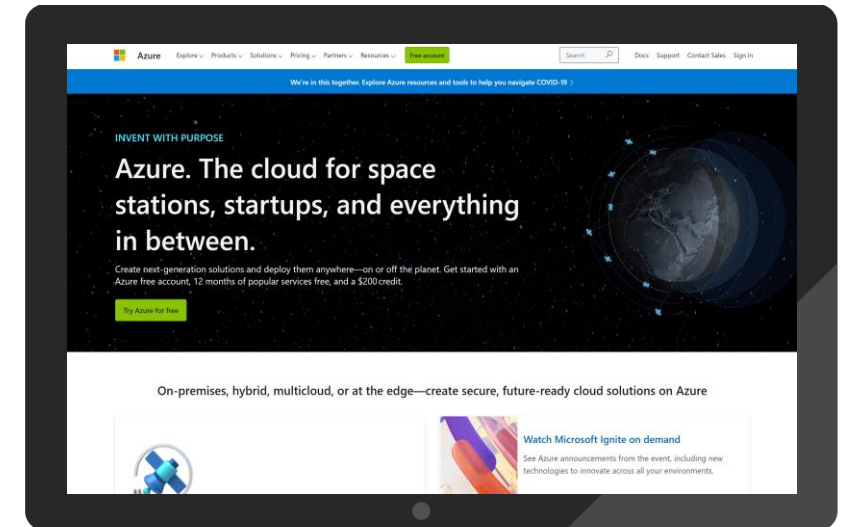 Azure Explore Products Solutions Pricing Partners Resources Free account Search Docs Support Contact Sales Sign in
We're in this together. Explore Azure resources and tools to help you navigate COVID-19 >
INVENT WITH PURPOSE
Azure. The cloud for space
stations, startups, and everything
in between.
Create next-generation solutions and deploy them anywhere—on or off the planet. Get started with an
Azure free account, 12 months of popular services free, and a $200 credit.
Try Azure for free
On-premises, hybrid, multicloud, or at the edge—create secure, future-ready cloud solutions on Azure
Watch Microsoft Ignite on demand
See Azure announcements from the event, including new
technologies to innovate across all your environments.